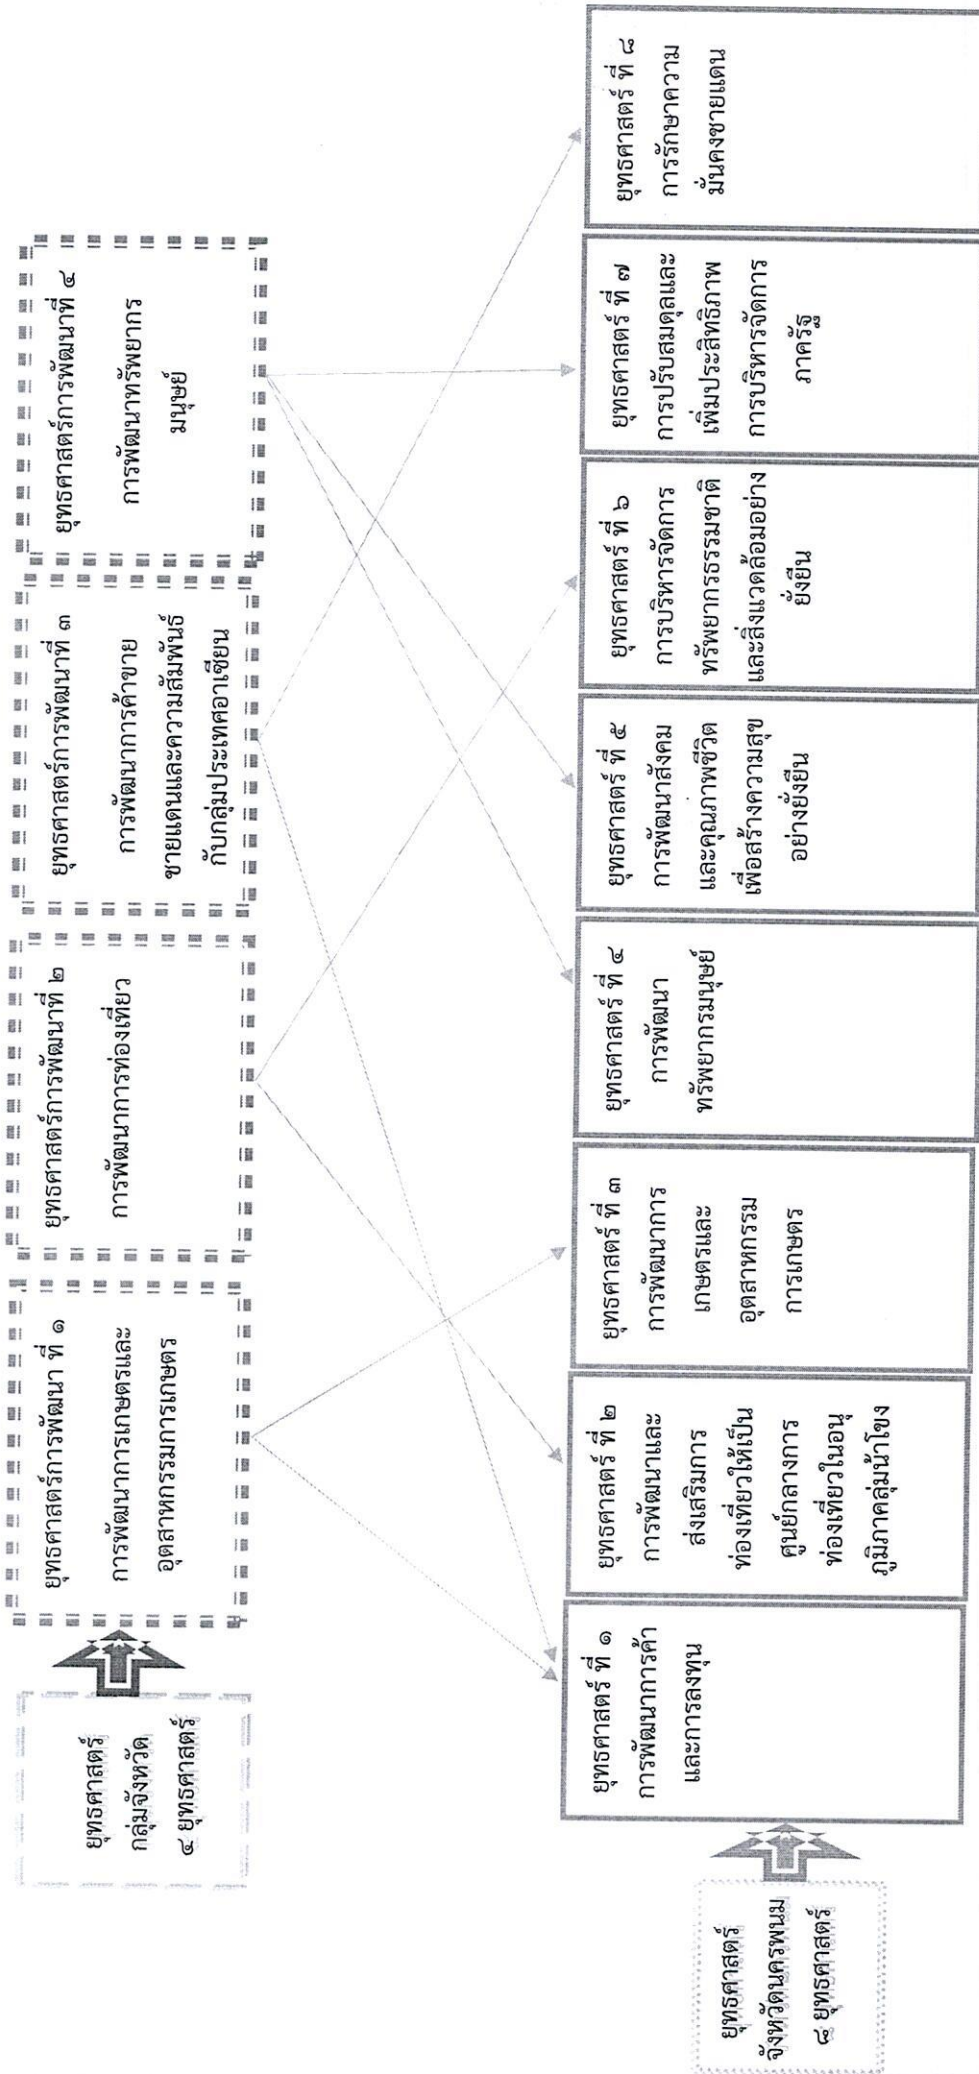 ยุทธศาสตร์
กลุ่มจังหวัด
๔ ยุทธศาสตร์
ยุทธศาสตร์การพัฒนา ที่ ๑
การพัฒนาการเกษตรและ
อุตสาหกรรมการเกษตร
ยุทธศาสตร์การพัฒนาที่ ๒
การพัฒนาการท่องเที่ยว
ยุทธศาสตร์การพัฒนาที่ ๓
การพัฒนาการค้าขาย
ชายแดนและความสัมพันธ์
กับกลุ่มประเทศอาเซียน
ยุทธศาสตร์การพัฒนาที่ ๔
การพัฒนาทรัพยากร
มนุษย์
ยุทธศาสตร์
จังหวัดนครพนม
๘ ยุทธศาสตร์
ยุทธศาสตร์ ที่ ๑
การพัฒนาการค้า
และการลงทุน
ยุทธศาสตร์ ที่ ๒
การพัฒนาและ
ส่งเสริมการ
ท่องเที่ยวให้เป็น
ศูนย์กลางการ
ท่องเที่ยวในอนุ
ภูมิภาคลุ่มน้ำโขง
ยุทธศาสตร์ ที่ ๓
การพัฒนาการ
เกษตรและ
อุตสาหกรรม
การเกษตร
ยุทธศาสตร์ ที่ ๔
การพัฒนา
ทรัพยากรมนุษย์
ยุทธศาสตร์ ที่ ๕
การพัฒนาสังคม
และคุณภาพชีวิต
เพื่อสร้างความสุข
อย่างยั่งยืน
ยุทธศาสตร์ ที่ ๖
การบริหารจัดการ
ทรัพยากรธรรมชาติ
และสิ่งแวดล้อมอย่าง
ยั่งยืน
ยุทธศาสตร์ ที่ ๗
การปรับสมดุลและ
เพิ่มประสิทธิภาพ
การบริหารจัดการ
ภาครัฐ
ยุทธศาสตร์ ที่ ๘
การรักษาความ
มั่นคงชายแดน